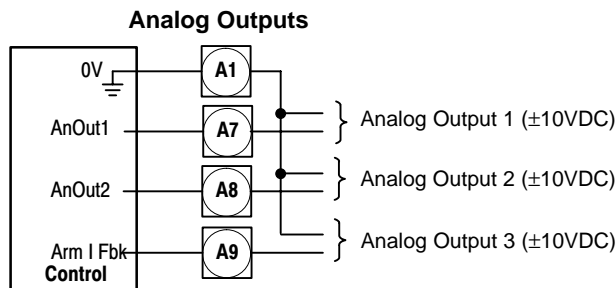 Analog Outputs
0V
A1
AnOut1
A7
Analog Output 1 (±10VDC)
AnOut2
A8
Analog Output 2 (±10VDC)
Arm I Fbk
A9
Analog Output 3 (±10VDC)
Control